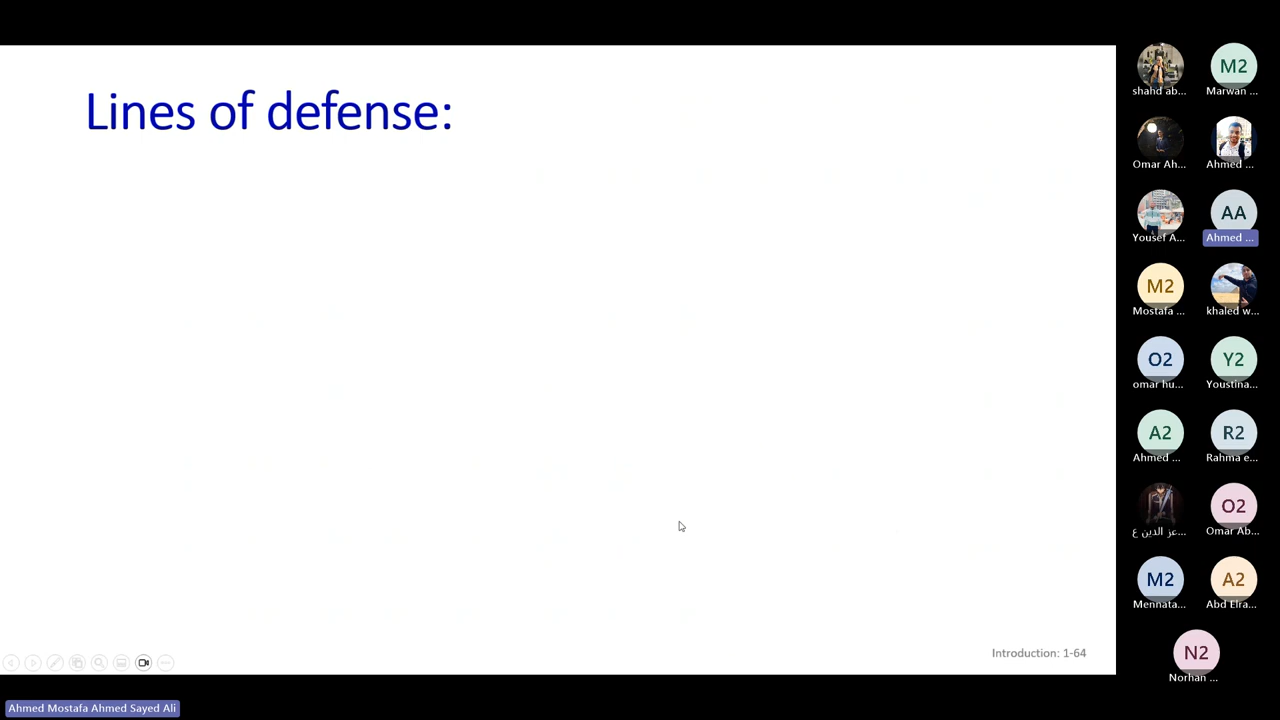 Lines of defense:
Introduction: 1-64
M2
shahd ab...
Marwan ...
Omar Ah...
Ahmed ...
AA
Yousef A...
Ahmed ...
M2
Mostafa ...
khaled w...
O2
Y2
omar hu...
Youstina...
A2
R2
Ahmed ...
Rahma e...
O2
عز الدين ع...
Omar Ab...
M2
A2
Mennata...
Abd Elra...
N2
Norhan ...
Ahmed Mostafa Ahmed Sayed Ali